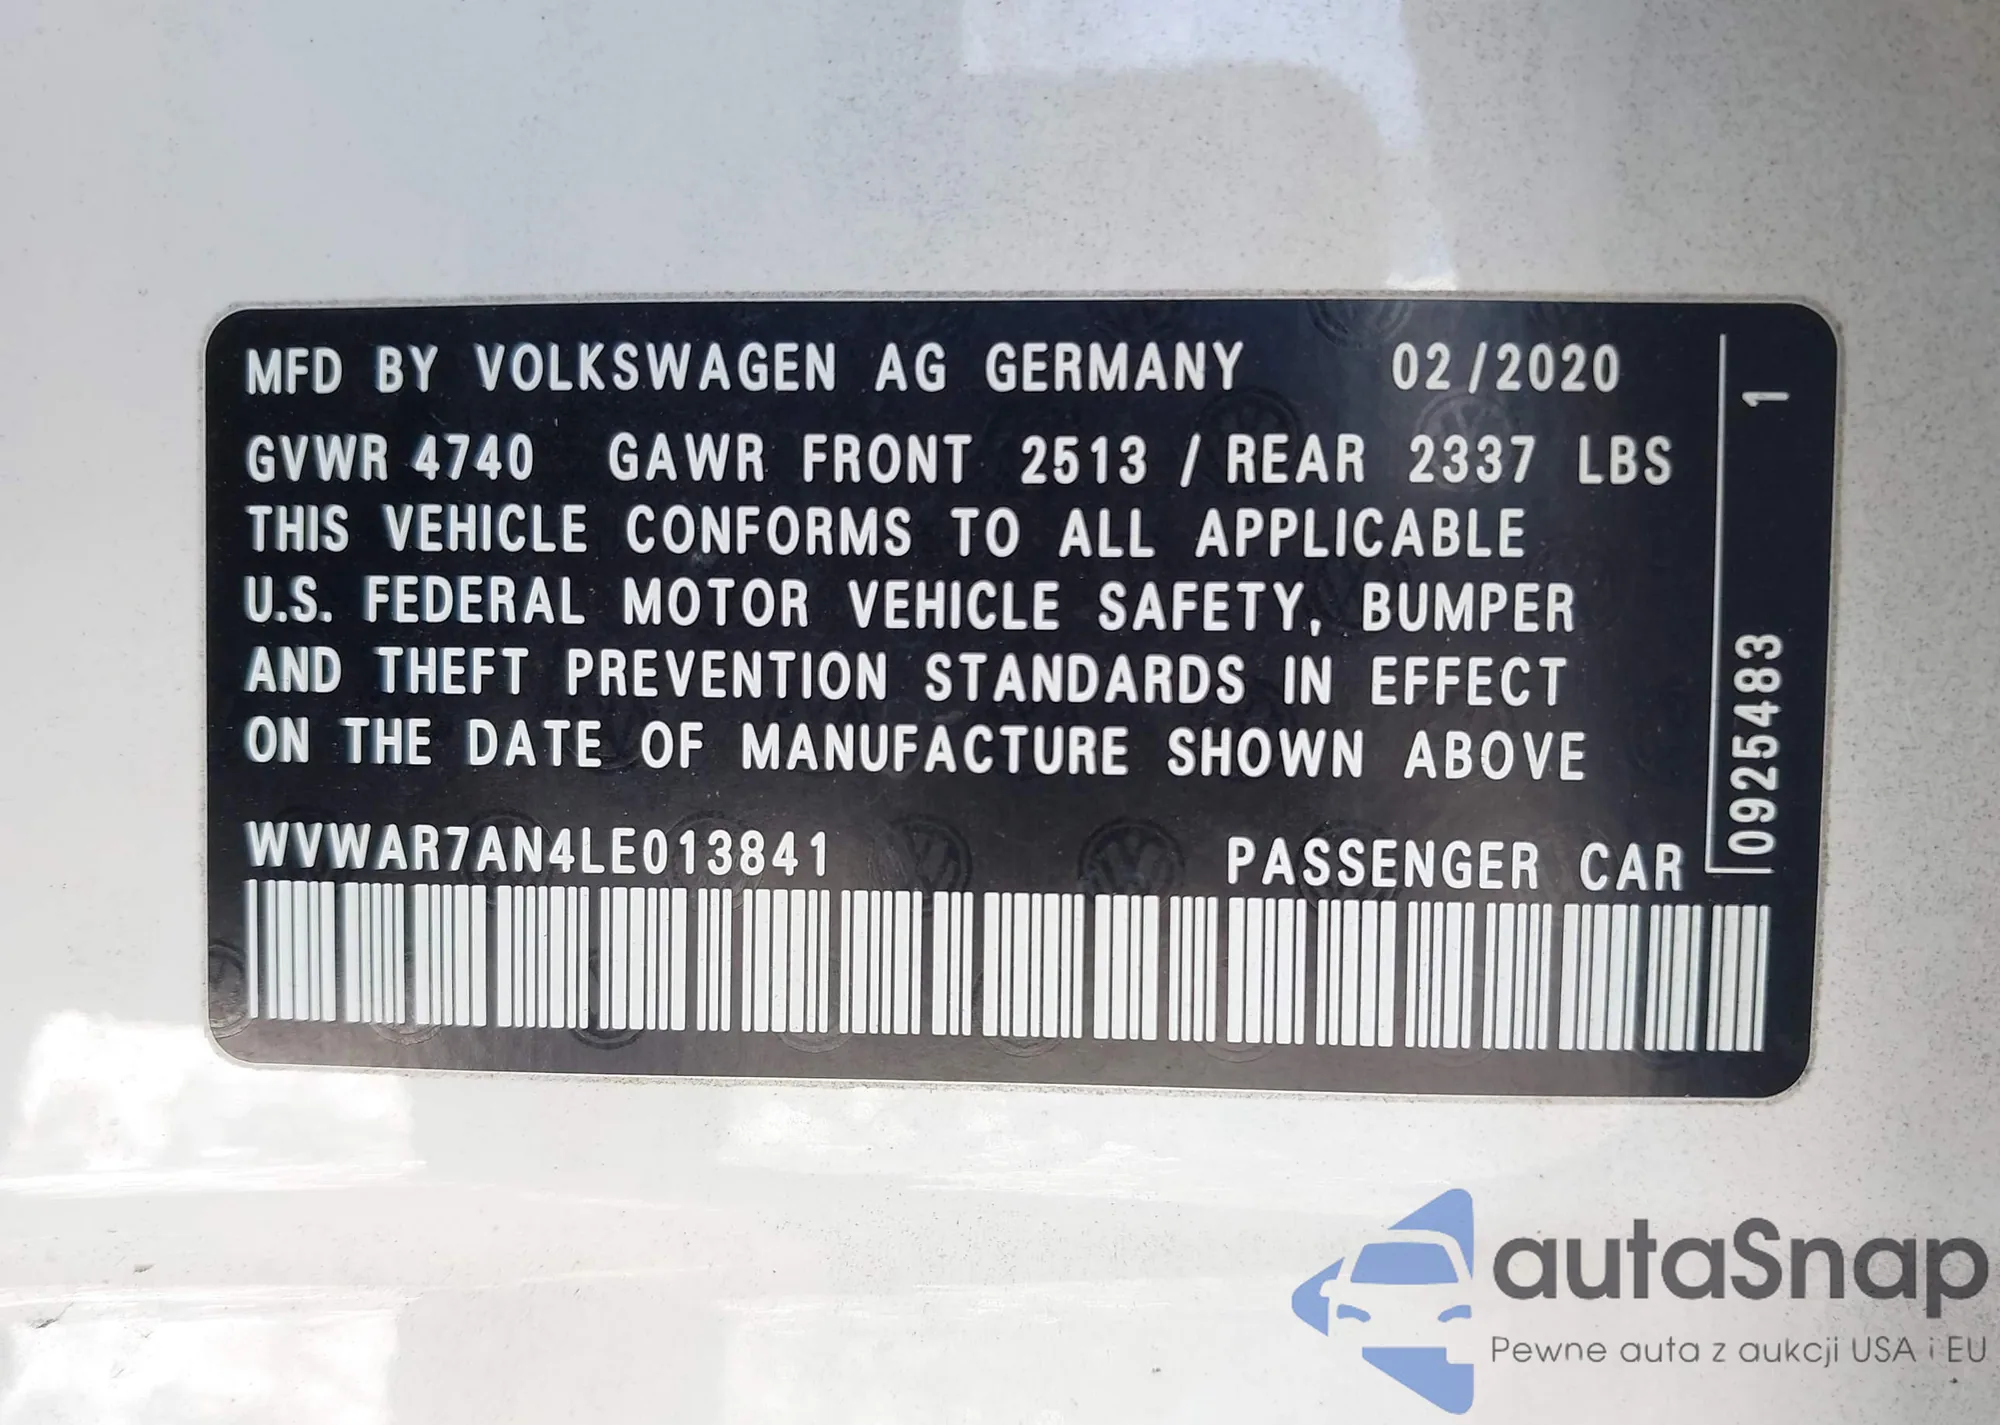 MFD BY VOLKSWAGEN AG GERMANY 02/2020
GVWR 4740 GAWR FRONT 2513 / REAR 2337 LBS
THIS VEHICLE CONFORMS TO ALL APPLICABLE
U.S. FEDERAL MOTOR VEHICLE SAFETY, BUMPER
AND THEFT PREVENTION STANDARDS IN EFFECT
ON THE DATE OF MANUFACTURE SHOWN ABOVE
WVWAR7AN4LE013841 PASSENGER CAR
0925483 1
autaSnap
Pewne auta z aukcji USA i EU